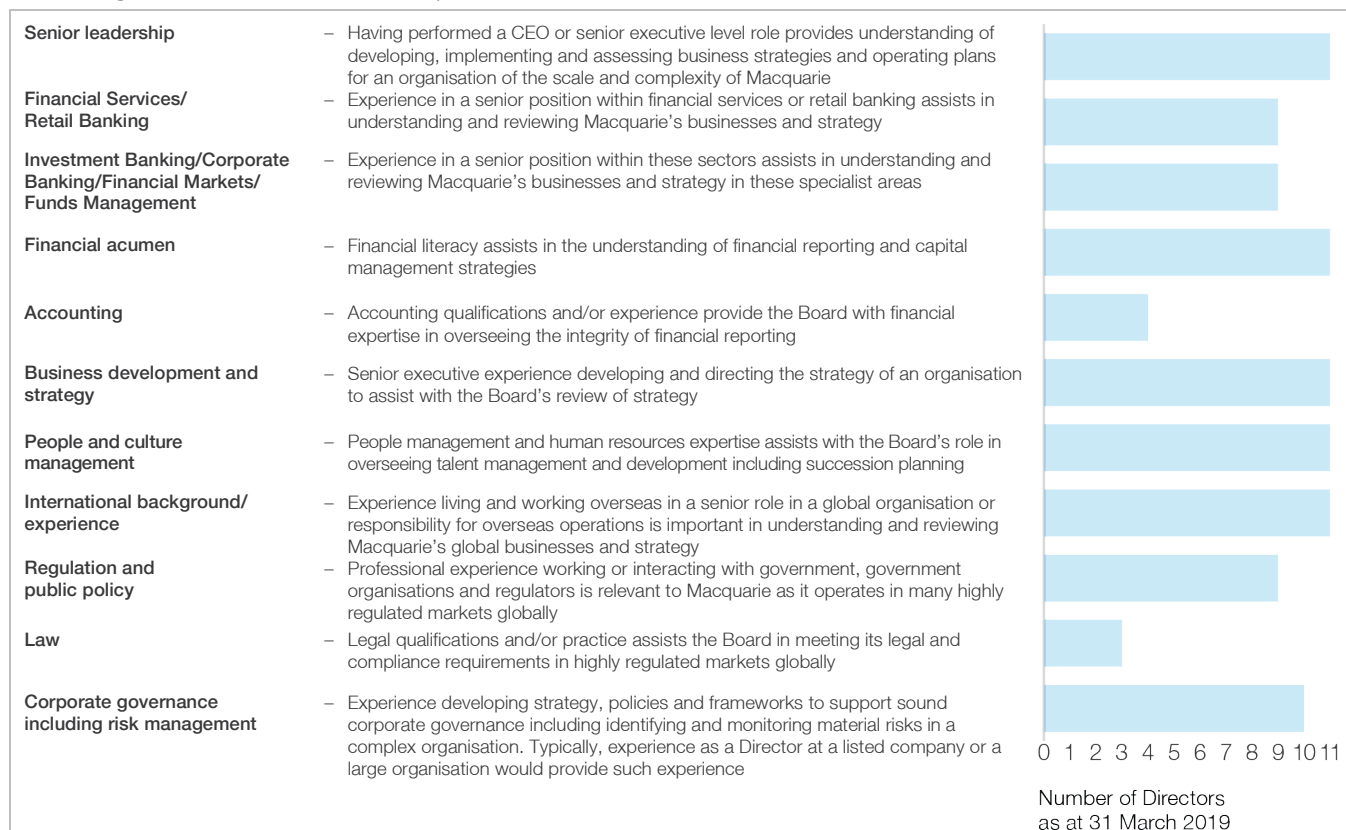 Senior leadership
– Having performed a CEO or senior executive level role provides understanding of
developing, implementing and assessing business strategies and operating plans
for an organisation of the scale and complexity of Macquarie
Financial Services/
Retail Banking
– Experience in a senior position within financial services or retail banking assists in
understanding and reviewing Macquarie's businesses and strategy
Investment Banking/Corporate
Banking/Financial Markets/
Funds Management
– Experience in a senior position within these sectors assists in understanding and
reviewing Macquarie's businesses and strategy in these specialist areas
Financial acumen
– Financial literacy assists in the understanding of financial reporting and capital
management strategies
Accounting
– Accounting qualifications and/or experience provide the Board with financial
expertise in overseeing the integrity of financial reporting
Business development and
strategy
– Senior executive experience developing and directing the strategy of an organisation
to assist with the Board's review of strategy
People and culture
management
– People management and human resources expertise assists with the Board's role in
overseeing talent management and development including succession planning
International background/
experience
– Experience living and working overseas in a senior role in a global organisation or
responsibility for overseas operations is important in understanding and reviewing
Macquarie's global businesses and strategy
Regulation and
public policy
– Professional experience working or interacting with government, government
organisations and regulators is relevant to Macquarie as it operates in many highly
regulated markets globally
Law
– Legal qualifications and/or practice assists the Board in meeting its legal and
compliance requirements in highly regulated markets globally
Corporate governance
including risk management
– Experience developing strategy, policies and frameworks to support sound
corporate governance including identifying and monitoring material risks in a
complex organisation. Typically, experience as a Director at a listed company or a
large organisation would provide such experience
0 1 2 3 4 5 6 7 8 9 10 11
Number of Directors
as at 31 March 2019